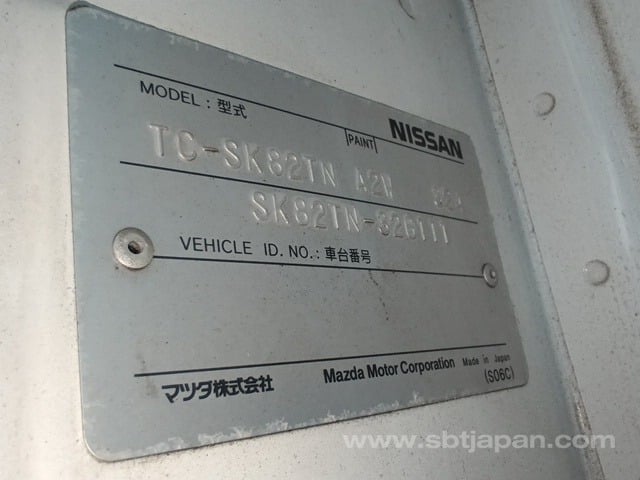 MODEL : 型式
PAINT
NISSAN
TC-SK82TN A2W
SK82TN-326111
VEHICLE ID. NO. : 車台番号
マツダ株式会社
Mazda Motor Corporation Made in Japan
(S06C)
www.sbtjapan.com